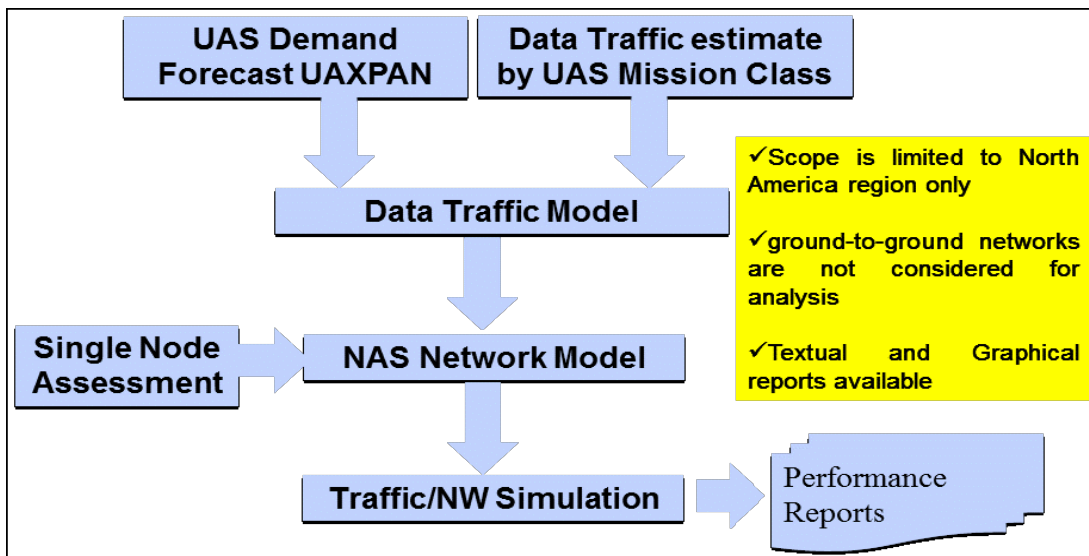 UAS Demand
Forecast UAXPAN
Data Traffic estimate
by UAS Mission Class
✓Scope is limited to North
America region only
✓ground-to-ground networks
are not considered for
analysis
✓Textual and Graphical
reports available
Data Traffic Model
Single Node
Assessment
NAS Network Model
Traffic/NW Simulation
Performance
Reports